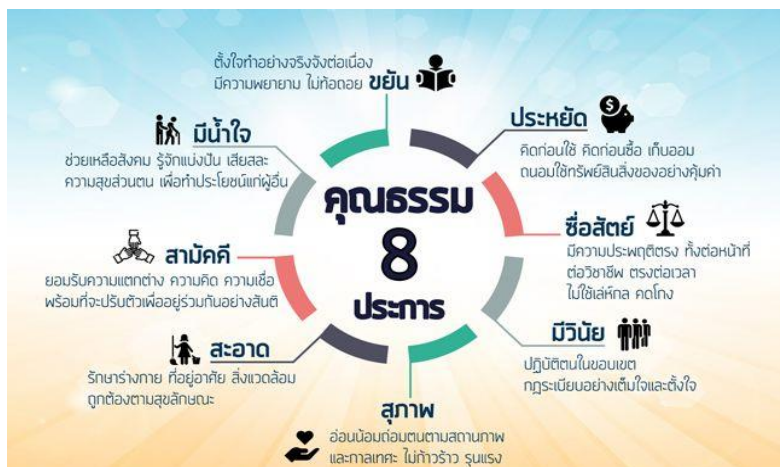 คุณธรรม
8
ประการ
ตั้งใจทำอย่างจริงจังต่อเนื่อง
มีความพยายาม ไม่ท้อถอย ขยัน
ประหยัด
คิดก่อนใช้ คิดก่อนซื้อ เก็บออม
ถนอมใช้ทรัพย์สินสิ่งของอย่างคุ้มค่า
ซื่อสัตย์
มีความประพฤติตรง ทั้งต่อหน้าที่
ต่อวิชาชีพ ตรงต่อเวลา
ไม่ใช้เล่ห์กล คดโกง
มีวินัย
ปฏิบัติตนในขอบเขต
กฎระเบียบอย่างเต็มใจและตั้งใจ
สุภาพ
อ่อนน้อมถ่อมตนตามสถานภาพ
และกาลเทศะ ไม่ก้าวร้าว รุนแรง
สะอาด
รักษาร่างกาย ที่อยู่อาศัย สิ่งแวดล้อม
ถูกต้องตามสุขลักษณะ
สามัคคี
ยอมรับความแตกต่าง ความคิด ความเชื่อ
พร้อมที่จะปรับตัวเพื่ออยู่ร่วมกันอย่างสันติ
มีน้ำใจ
ช่วยเหลือสังคม รู้จักแบ่งปัน เสียสละ
ความสุขส่วนตน เพื่อทำประโยชน์แก่ผู้อื่น